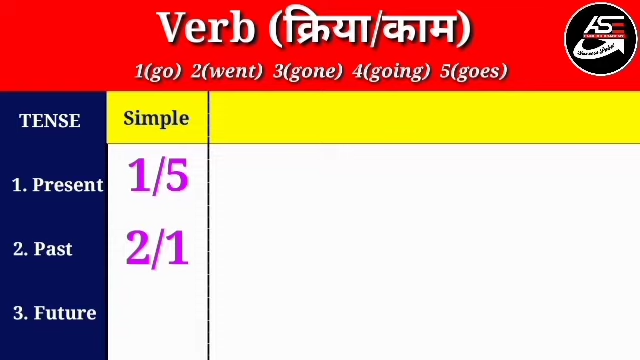 Verb (क्रिया/काम)
1(go) 2(went) 3(gone) 4(going) 5(goes)
ASE
TENSE Simple
1. Present 1/5
2. Past 2/1
3. Future